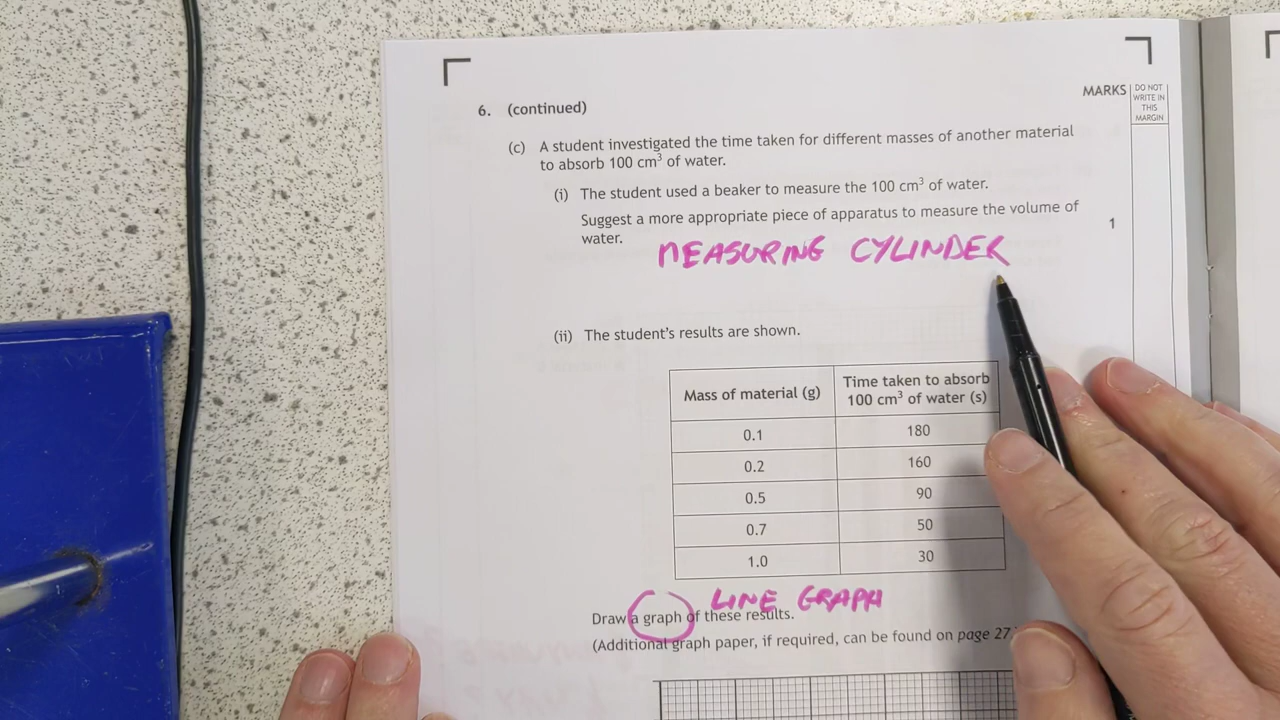 MARKS
DO NOT
WRITE IN
THIS
MARGIN
6. (continued)
(c) A student investigated the time taken for different masses of another material
to absorb 100 cm³ of water.
(i) The student used a beaker to measure the 100 cm³ of water.
Suggest a more appropriate piece of apparatus to measure the volume of
water.
1
MEASURING CYLINDER
(ii) The student's results are shown.
Mass of material (g) Time taken to absorb
100 cm³ of water (s)
0.1 180
0.2 160
0.5 90
0.7 50
1.0 30
LINE GRAPH
Draw a graph of these results.
(Additional graph paper, if required, can be found on page 27